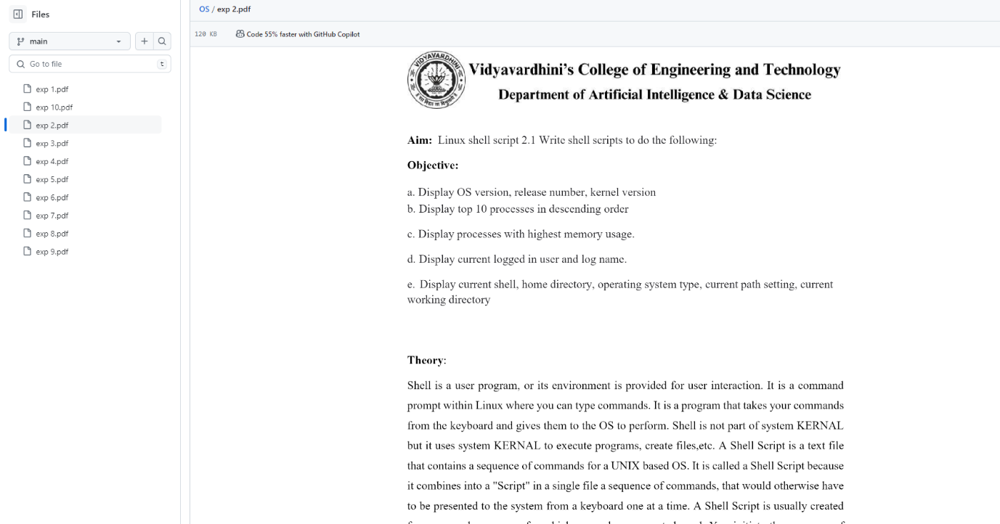 Files
main
Go to file
t
exp 1.pdf
exp 10.pdf
exp 2.pdf
exp 3.pdf
exp 4.pdf
exp 5.pdf
exp 6.pdf
exp 7.pdf
exp 8.pdf
exp 9.pdf
OS / exp 2.pdf
120 KB
Code 55% faster with GitHub Copilot
Vidyavardhini's College of Engineering and Technology
Department of Artificial Intelligence & Data Science
Aim: Linux shell script 2.1 Write shell scripts to do the following:
Objective:
a. Display OS version, release number, kernel version
b. Display top 10 processes in descending order
c. Display processes with highest memory usage.
d. Display current logged in user and log name.
e. Display current shell, home directory, operating system type, current path setting, current
working directory
Theory:
Shell is a user program, or its environment is provided for user interaction. It is a command
prompt within Linux where you can type commands. It is a program that takes your commands
from the keyboard and gives them to the OS to perform. Shell is not part of system KERNAL
but it uses system KERNAL to execute programs, create files,etc. A Shell Script is a text file
that contains a sequence of commands for a UNIX based OS. It is called a Shell Script because
it combines into a "Script" in a single file a sequence of commands, that would otherwise have
to be presented to the system from a keyboard one at a time. A Shell Script is usually created